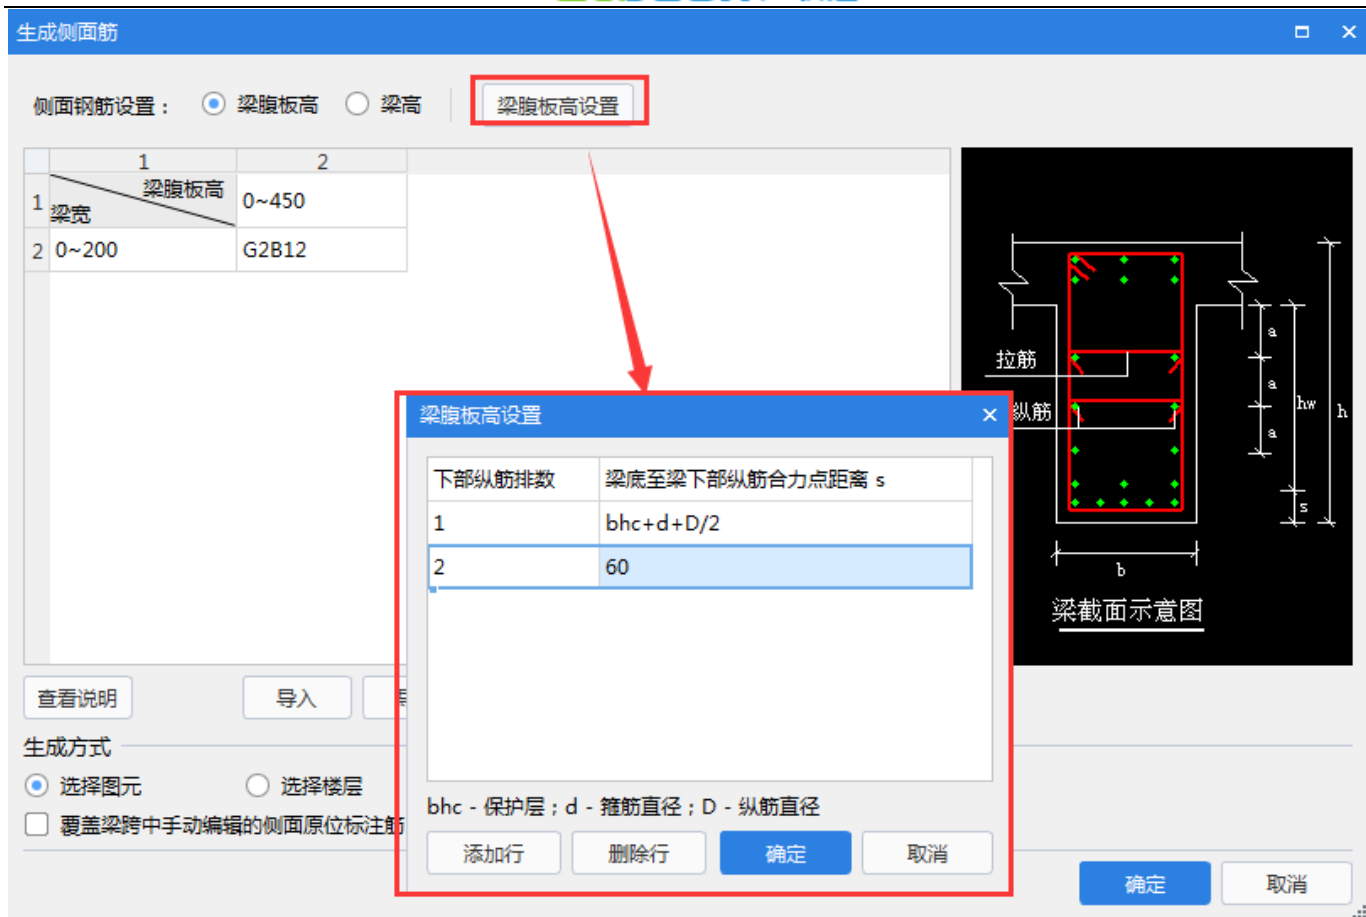 生成侧面筋
侧面钢筋设置： 梁腹板高 梁高 梁腹板高设置
1 2
1 梁腹板高 梁宽 0~450
2 0~200 G2B12
拉筋
纵筋
a
a
a
hw
h
s
b
梁截面示意图
梁腹板高设置
下部纵筋排数 梁底至梁下部纵筋合力点距离 s
1 bhc+d+D/2
2 60
bhc - 保护层；d - 箍筋直径；D - 纵筋直径
添加行 删除行 确定 取消
查看说明 导入
生成方式
选择图元 选择楼层
覆盖梁跨中手动编辑的侧面原位标注筋
确定 取消